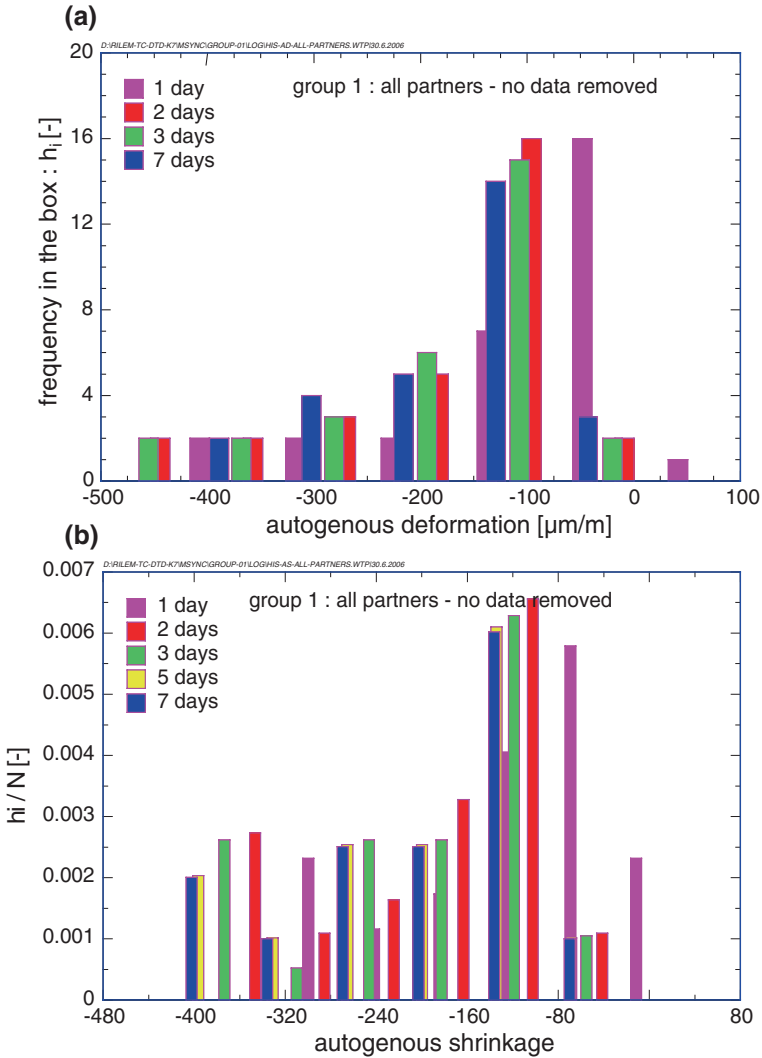 (a)
D:\RILEM-TC-DTD-K7\MSYNC\GROUP-01\LOG\HIS-AD-ALL-PARTNERS.WTP|30.6.2006
20
16
12
8
4
0
frequency in the box : hi [-]
1 day
2 days
3 days
7 days
group 1 : all partners - no data removed
-500 -400 -300 -200 -100 0 100
autogenous deformation [µm/m]
(b)
D:\RILEM-TC-DTD-K7\MSYNC\GROUP-01\LOG\HIS-AS-ALL-PARTNERS.WTP|30.6.2006
0.007
0.006
0.005
0.004
0.003
0.002
0.001
0
hi / N [-]
1 day
2 days
3 days
5 days
7 days
group 1 : all partners - no data removed
-480 -400 -320 -240 -160 -80 80
autogenous shrinkage